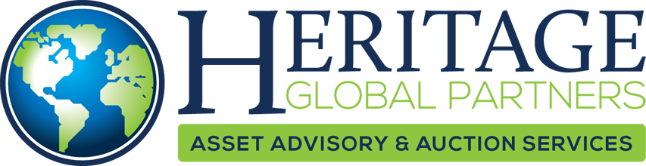 HERITAGE
GLOBAL PARTNERS
ASSET ADVISORY & AUCTION SERVICES